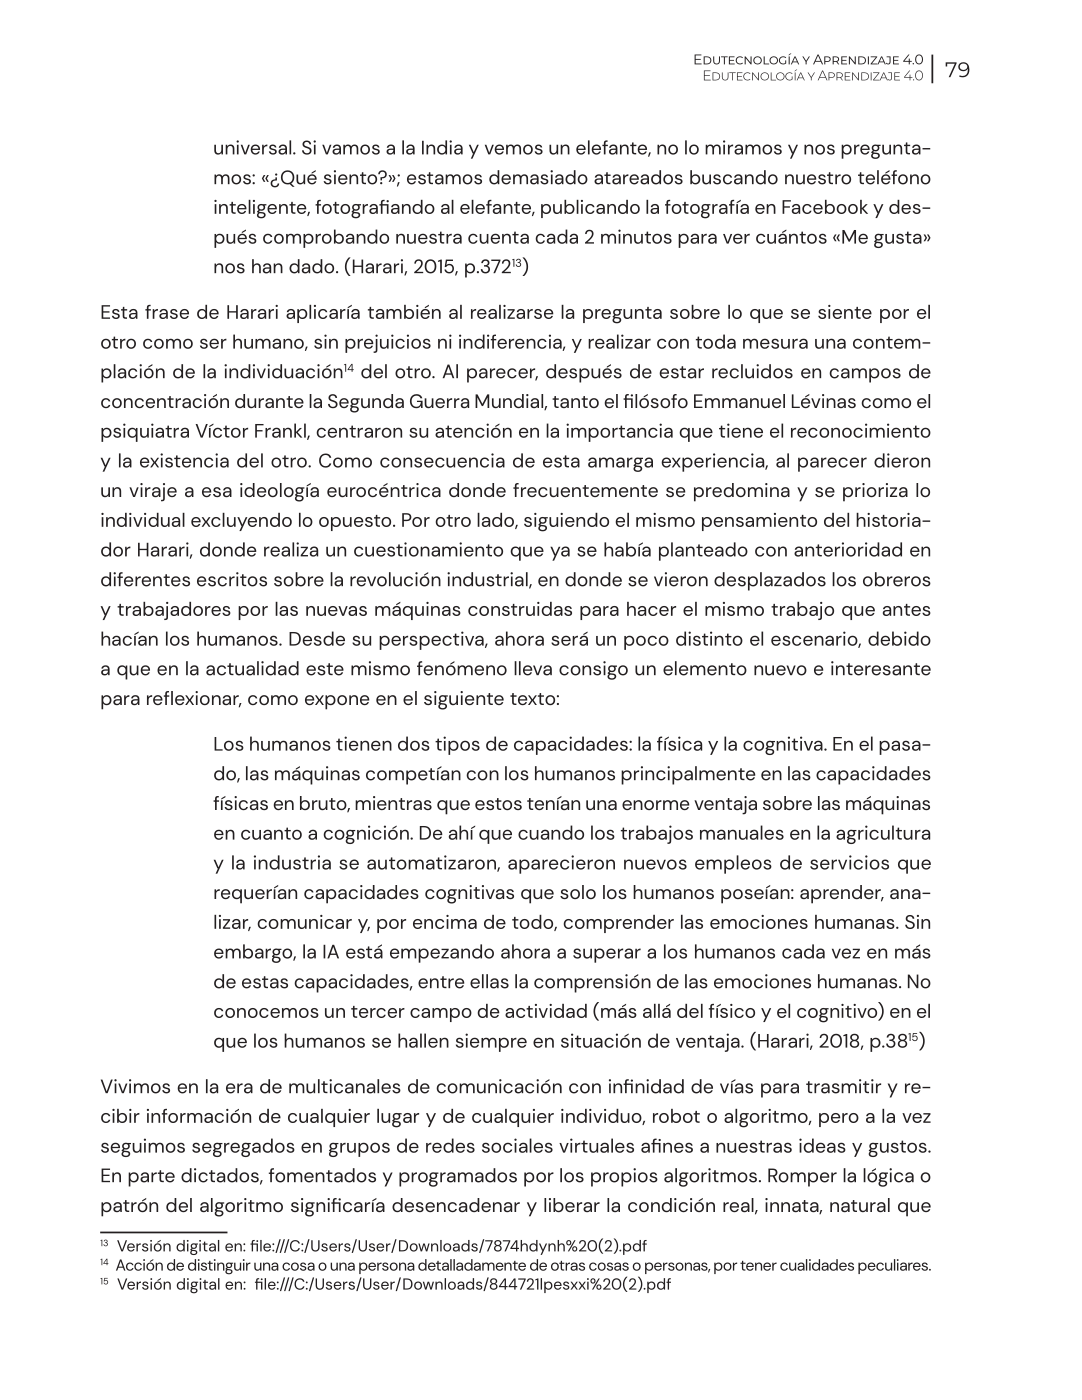 Edutecnología y Aprendizaje 4.0
Edutecnología y Aprendizaje 4.0
79
universal. Si vamos a la India y vemos un elefante, no lo miramos y nos pregunta-
mos: «¿Qué siento?»; estamos demasiado atareados buscando nuestro teléfono
inteligente, fotografiando al elefante, publicando la fotografía en Facebook y des-
pués comprobando nuestra cuenta cada 2 minutos para ver cuántos «Me gusta»
nos han dado. (Harari, 2015, p.372¹³)
Esta frase de Harari aplicaría también al realizarse la pregunta sobre lo que se siente por el
otro como ser humano, sin prejuicios ni indiferencia, y realizar con toda mesura una contem-
plación de la individuación¹⁴ del otro. Al parecer, después de estar recluidos en campos de
concentración durante la Segunda Guerra Mundial, tanto el filósofo Emmanuel Lévinas como el
psiquiatra Víctor Frankl, centraron su atención en la importancia que tiene el reconocimiento
y la existencia del otro. Como consecuencia de esta amarga experiencia, al parecer dieron
un viraje a esa ideología eurocéntrica donde frecuentemente se predomina y se prioriza lo
individual excluyendo lo opuesto. Por otro lado, siguiendo el mismo pensamiento del historia-
dor Harari, donde realiza un cuestionamiento que ya se había planteado con anterioridad en
diferentes escritos sobre la revolución industrial, en donde se vieron desplazados los obreros
y trabajadores por las nuevas máquinas construidas para hacer el mismo trabajo que antes
hacían los humanos. Desde su perspectiva, ahora será un poco distinto el escenario, debido
a que en la actualidad este mismo fenómeno lleva consigo un elemento nuevo e interesante
para reflexionar, como expone en el siguiente texto:
Los humanos tienen dos tipos de capacidades: la física y la cognitiva. En el pasa-
do, las máquinas competían con los humanos principalmente en las capacidades
físicas en bruto, mientras que estos tenían una enorme ventaja sobre las máquinas
en cuanto a cognición. De ahí que cuando los trabajos manuales en la agricultura
y la industria se automatizaron, aparecieron nuevos empleos de servicios que
requerían capacidades cognitivas que solo los humanos poseían: aprender, ana-
lizar, comunicar y, por encima de todo, comprender las emociones humanas. Sin
embargo, la IA está empezando ahora a superar a los humanos cada vez en más
de estas capacidades, entre ellas la comprensión de las emociones humanas. No
conocemos un tercer campo de actividad (más allá del físico y el cognitivo) en el
que los humanos se hallen siempre en situación de ventaja. (Harari, 2018, p.38¹⁵)
Vivimos en la era de multicanales de comunicación con infinidad de vías para trasmitir y re-
cibir información de cualquier lugar y de cualquier individuo, robot o algoritmo, pero a la vez
seguimos segregados en grupos de redes sociales virtuales afines a nuestras ideas y gustos.
En parte dictados, fomentados y programados por los propios algoritmos. Romper la lógica o
patrón del algoritmo significaría desencadenar y liberar la condición real, innata, natural que
¹³ Versión digital en: file:///C:/Users/User/Downloads/7874hdynh%20(2).pdf
¹⁴ Acción de distinguir una cosa o una persona detalladamente de otras cosas o personas, por tener cualidades peculiares.
¹⁵ Versión digital en: file:///C:/Users/User/Downloads/844721lpesxxi%20(2).pdf